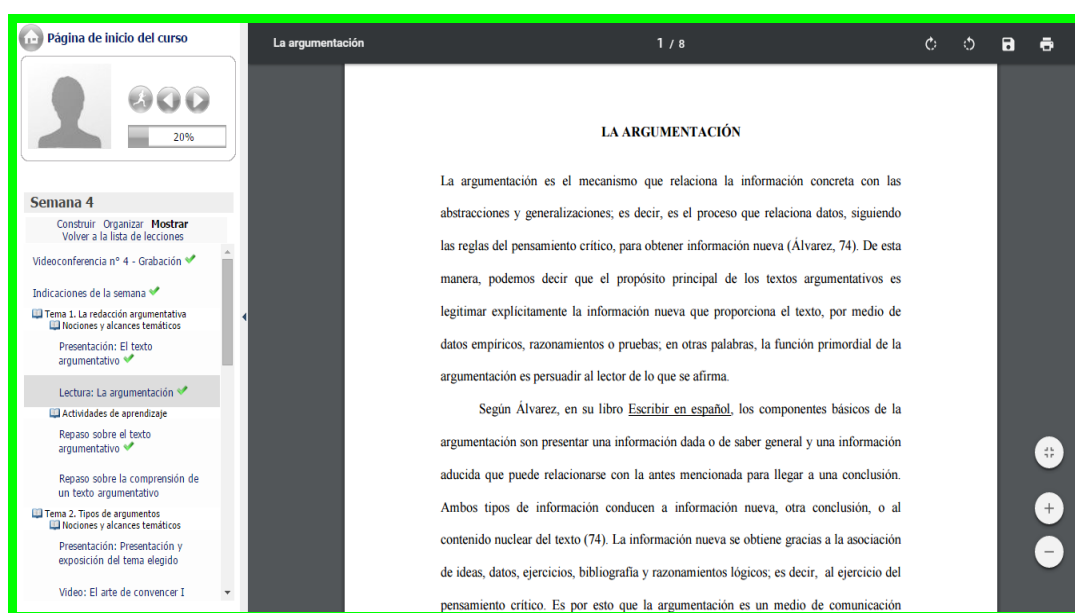 Página de inicio del curso
20%
Semana 4
Construir Organizar Mostrar
Volver a la lista de lecciones
Videoconferencia n° 4 - Grabación
Indicaciones de la semana
Tema 1. La redacción argumentativa
Nociones y alcances temáticos
Presentación: El texto
argumentativo
Lectura: La argumentación
Actividades de aprendizaje
Repaso sobre el texto
argumentativo
Repaso sobre la comprensión de
un texto argumentativo
Tema 2. Tipos de argumentos
Nociones y alcances temáticos
Presentación: Presentación y
exposición del tema elegido
Video: El arte de convencer I
La argumentación
1 / 8
LA ARGUMENTACIÓN
La argumentación es el mecanismo que relaciona la información concreta con las
abstracciones y generalizaciones; es decir, es el proceso que relaciona datos, siguiendo
las reglas del pensamiento crítico, para obtener información nueva (Álvarez, 74). De esta
manera, podemos decir que el propósito principal de los textos argumentativos es
legitimar explícitamente la información nueva que proporciona el texto, por medio de
datos empíricos, razonamientos o pruebas; en otras palabras, la función primordial de la
argumentación es persuadir al lector de lo que se afirma.
Según Álvarez, en su libro Escribir en español, los componentes básicos de la
argumentación son presentar una información dada o de saber general y una información
aducida que puede relacionarse con la antes mencionada para llegar a una conclusión.
Ambos tipos de información conducen a información nueva, otra conclusión, o al
contenido nuclear del texto (74). La información nueva se obtiene gracias a la asociación
de ideas, datos, ejercicios, bibliografía y razonamientos lógicos; es decir, al ejercicio del
pensamiento crítico. Es por esto que la argumentación es un medio de comunicación